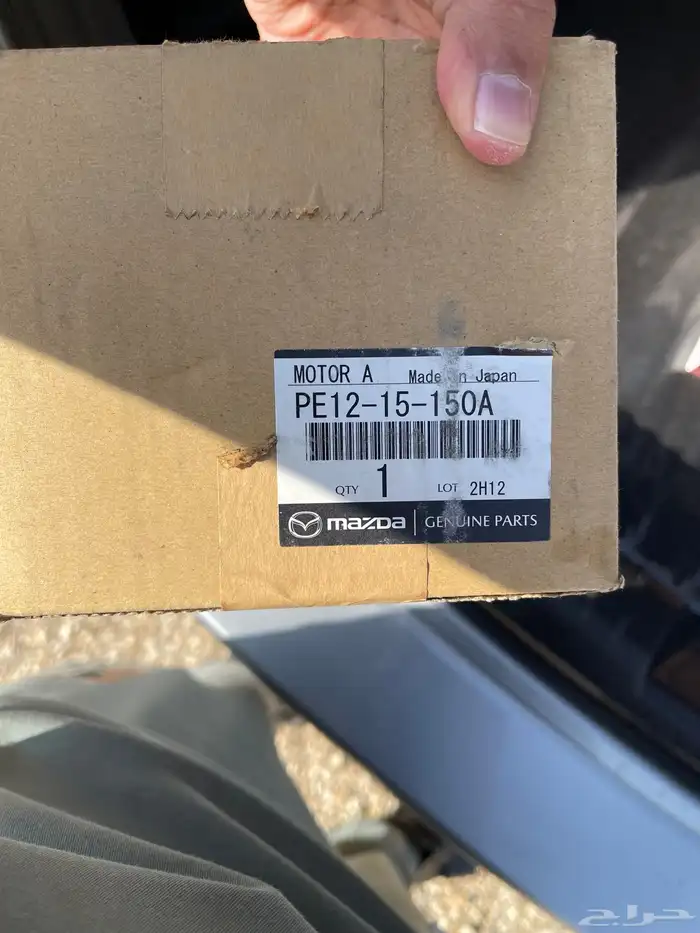 MOTOR A Made in Japan
PE12-15-150A
QTY 1 LOT 2H12
mazda GENUINE PARTS
حراج